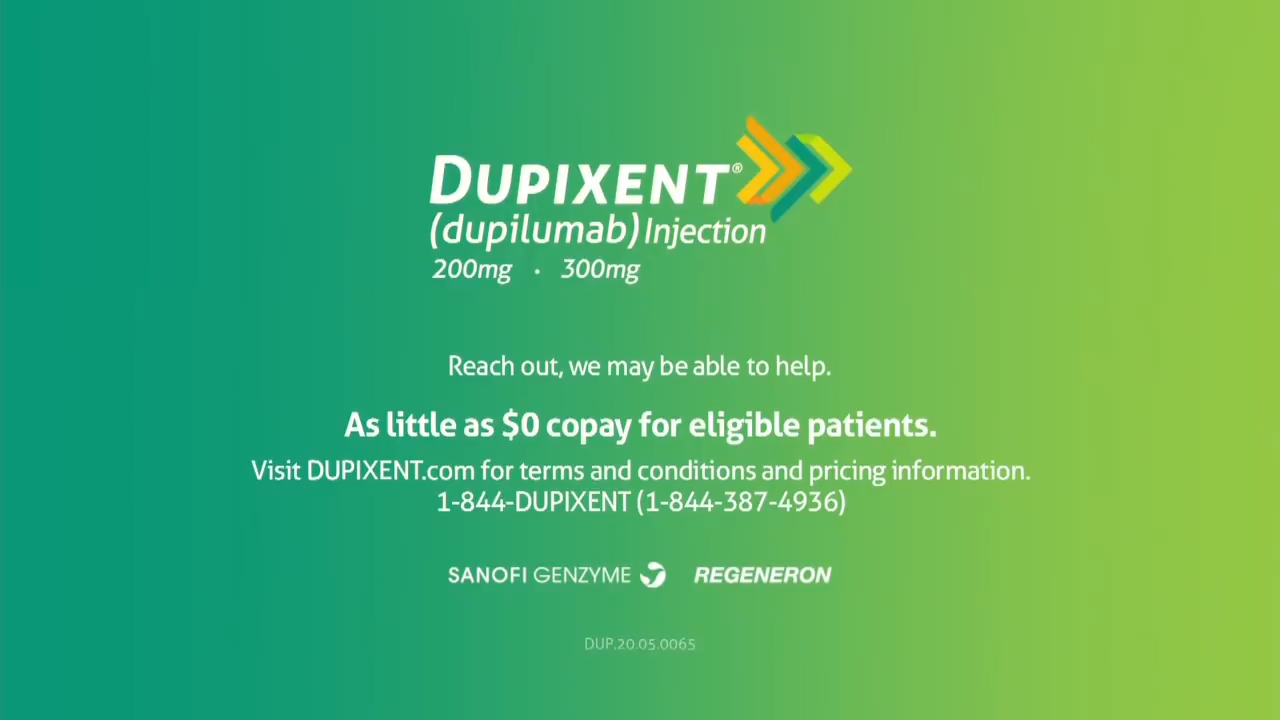 DUPIXENT®
(dupilumab) Injection
200mg · 300mg
Reach out, we may be able to help.
As little as $0 copay for eligible patients.
Visit DUPIXENT.com for terms and conditions and pricing information.
1-844-DUPIXENT (1-844-387-4936)
SANOFI GENZYME REGENERON
DUP.20.05.0065